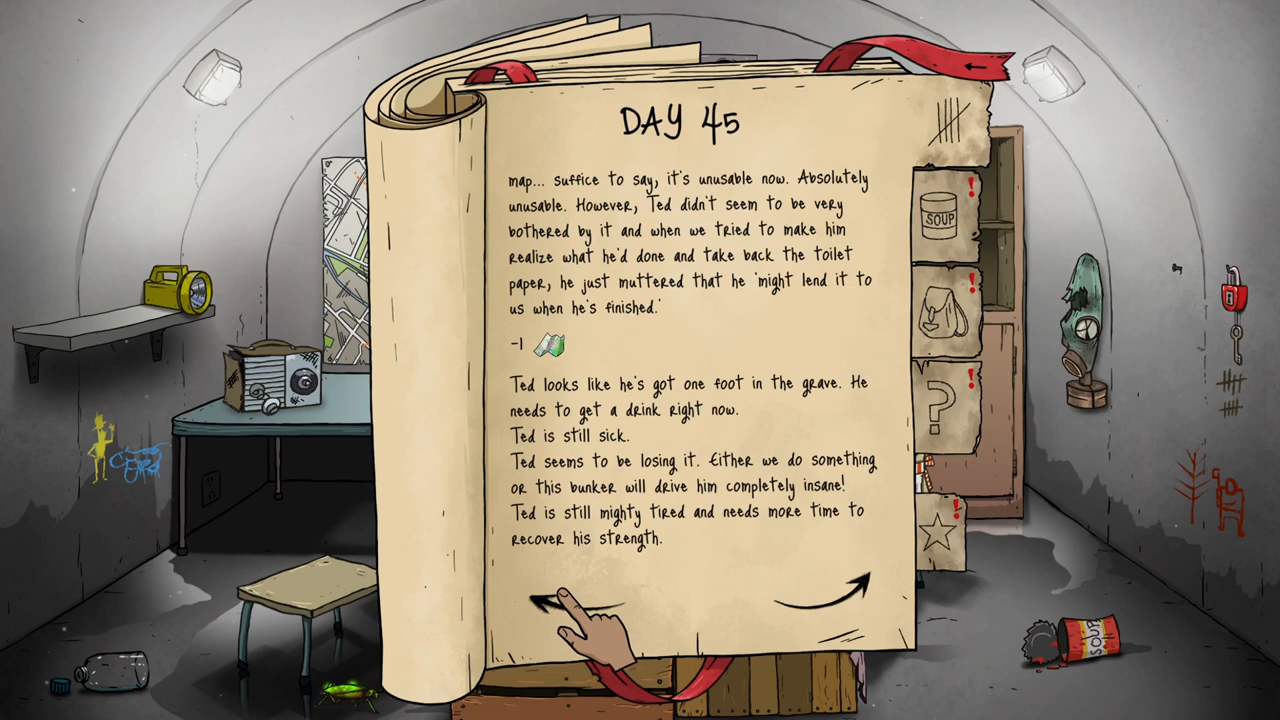 DAY 45
map... suffice to say, it's unusable now. Absolutely
unusable. However, Ted didn't seem to be very
bothered by it and when we tried to make him
realize what he'd done and take back the toilet
paper, he just muttered that he 'might lend it to
us when he's finished.'
-1
Ted looks like he's got one foot in the grave. He
needs to get a drink right now.
Ted is still sick.
Ted seems to be losing it. Either we do something
or this bunker will drive him completely insane!
Ted is still mighty tired and needs more time to
recover his strength.
!
SOUP
!
!
?
!
SOUP